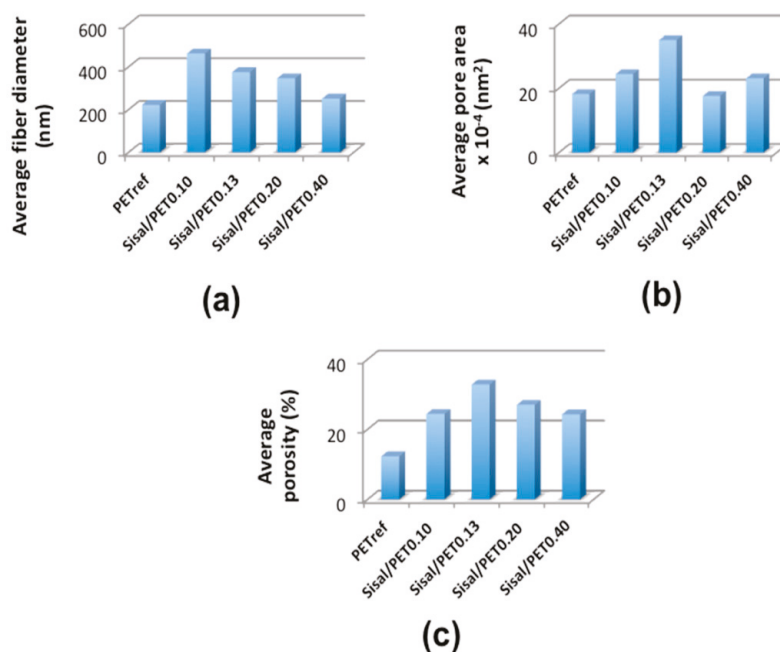 Average fiber diameter
(nm)
600
400
200
0
PETref
Sisal/PET0.10
Sisal/PET0.13
Sisal/PET0.20
Sisal/PET0.40
(a)
Average pore area
x 10⁻⁴ (nm²)
40
20
0
PETref
Sisal/PET0.10
Sisal/PET0.13
Sisal/PET0.20
Sisal/PET0.40
(b)
Average
porosity (%)
40
20
0
PETref
Sisal/PET0.10
Sisal/PET0.13
Sisal/PET0.20
Sisal/PET0.40
(c)